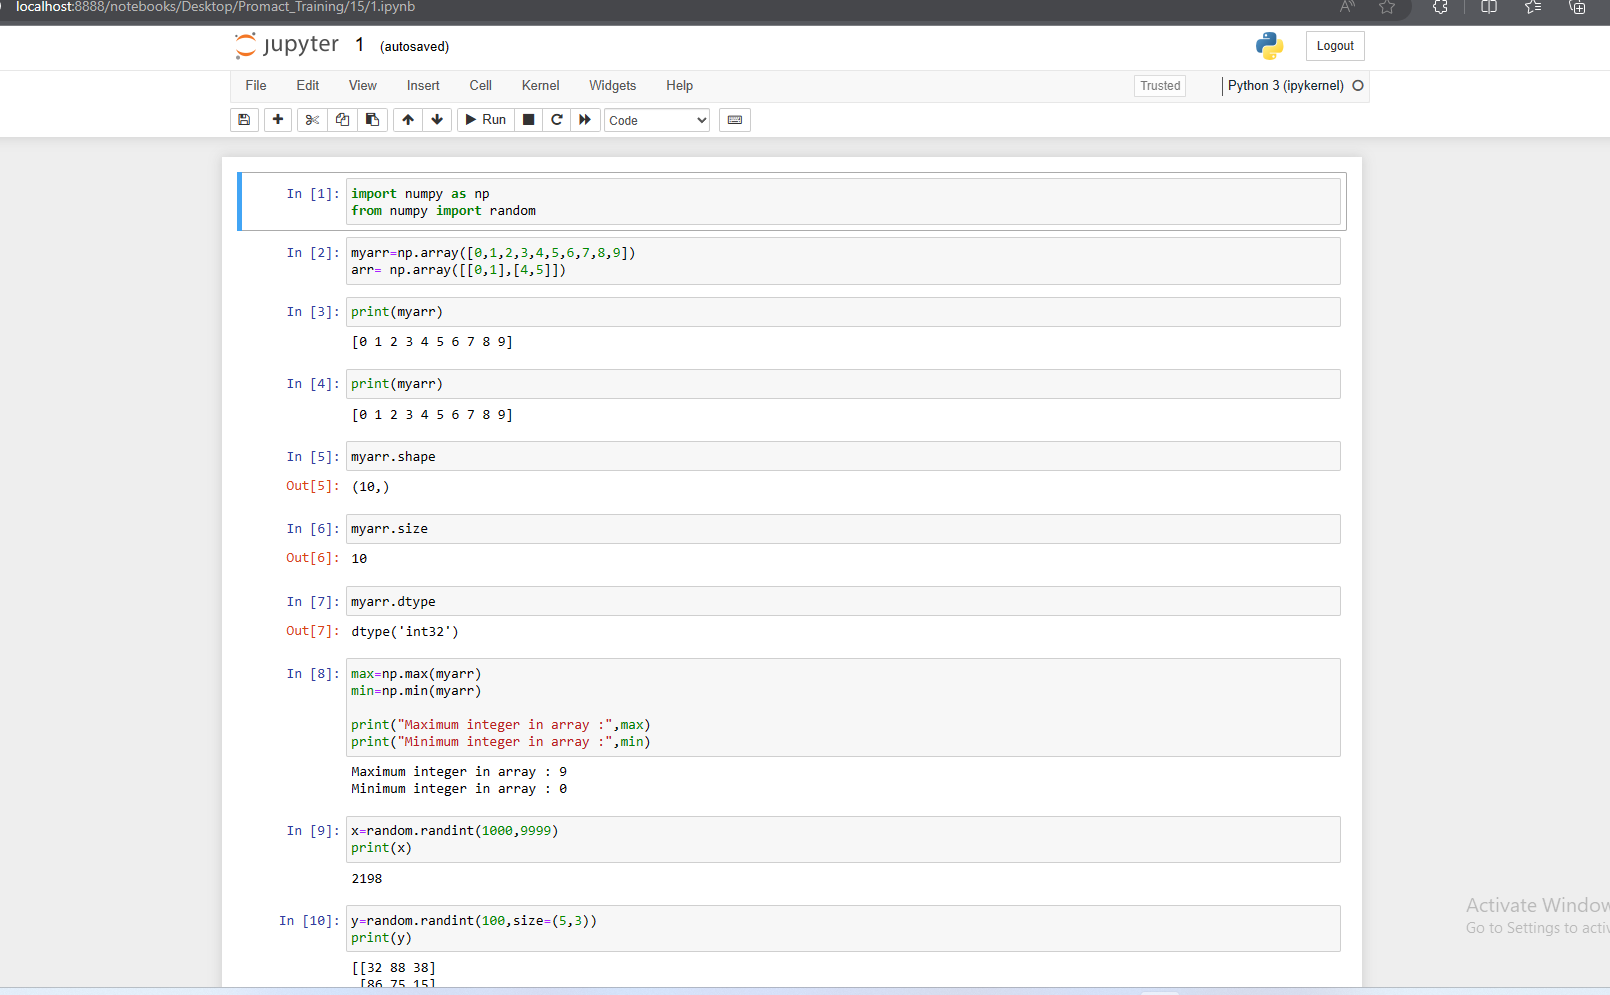 localhost:8888/notebooks/Desktop/Promact_Training/15/1.ipynb
jupyter 1 (autosaved)
Logout
File Edit View Insert Cell Kernel Widgets Help
Trusted
Python 3 (ipykernel)
Run
Code
In [1]: import numpy as np
from numpy import random
In [2]: myarr=np.array([0,1,2,3,4,5,6,7,8,9])
arr= np.array([[0,1],[4,5]])
In [3]: print(myarr)
[0 1 2 3 4 5 6 7 8 9]
In [4]: print(myarr)
[0 1 2 3 4 5 6 7 8 9]
In [5]: myarr.shape
Out[5]: (10,)
In [6]: myarr.size
Out[6]: 10
In [7]: myarr.dtype
Out[7]: dtype('int32')
In [8]: max=np.max(myarr)
min=np.min(myarr)
print("Maximum integer in array :",max)
print("Minimum integer in array :",min)
Maximum integer in array : 9
Minimum integer in array : 0
In [9]: x=random.randint(1000,9999)
print(x)
2198
In [10]: y=random.randint(100,size=(5,3))
print(y)
[[32 88 38]
[86 75 15]
Activate Window
Go to Settings to activ